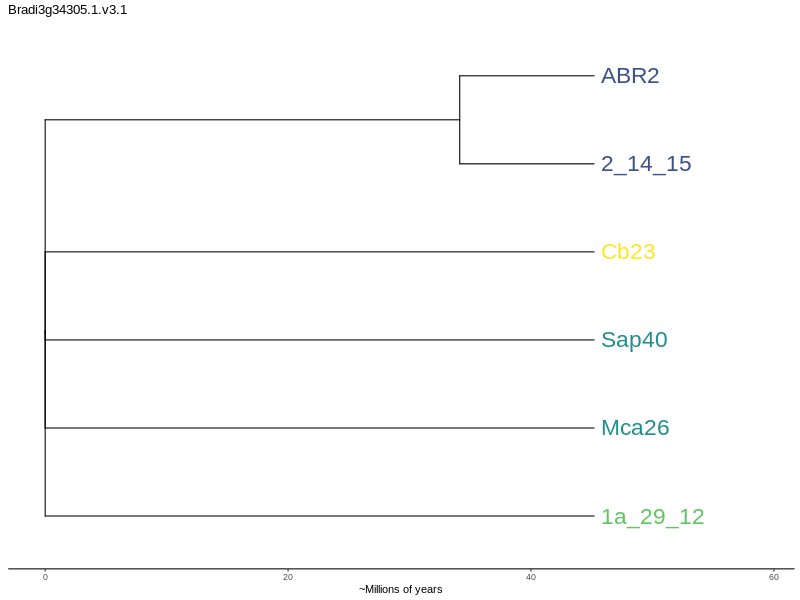 Bradi3g34305.1.v3.1
ABR2
2_14_15
Cb23
Sap40
Mca26
1a_29_12
0 20 40 60
~Millions of years